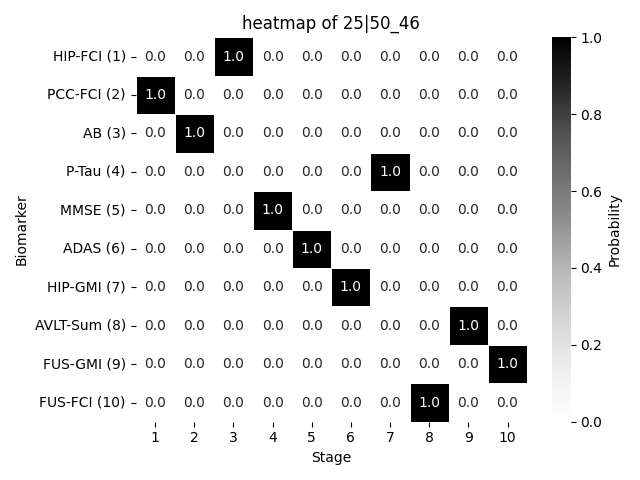 heatmap of 25|50_46
HIP-FCI (1) 0.0 0.0 1.0 0.0 0.0 0.0 0.0 0.0 0.0 0.0
PCC-FCI (2) 1.0 0.0 0.0 0.0 0.0 0.0 0.0 0.0 0.0 0.0
AB (3) 0.0 1.0 0.0 0.0 0.0 0.0 0.0 0.0 0.0 0.0
P-Tau (4) 0.0 0.0 0.0 0.0 0.0 0.0 1.0 0.0 0.0 0.0
MMSE (5) 0.0 0.0 0.0 1.0 0.0 0.0 0.0 0.0 0.0 0.0
ADAS (6) 0.0 0.0 0.0 0.0 1.0 0.0 0.0 0.0 0.0 0.0
HIP-GMI (7) 0.0 0.0 0.0 0.0 0.0 1.0 0.0 0.0 0.0 0.0
AVLT-Sum (8) 0.0 0.0 0.0 0.0 0.0 0.0 0.0 0.0 1.0 0.0
FUS-GMI (9) 0.0 0.0 0.0 0.0 0.0 0.0 0.0 0.0 0.0 1.0
FUS-FCI (10) 0.0 0.0 0.0 0.0 0.0 0.0 0.0 1.0 0.0 0.0
1 2 3 4 5 6 7 8 9 10
Stage
Biomarker
1.0
0.8
0.6
0.4
0.2
0.0
Probability